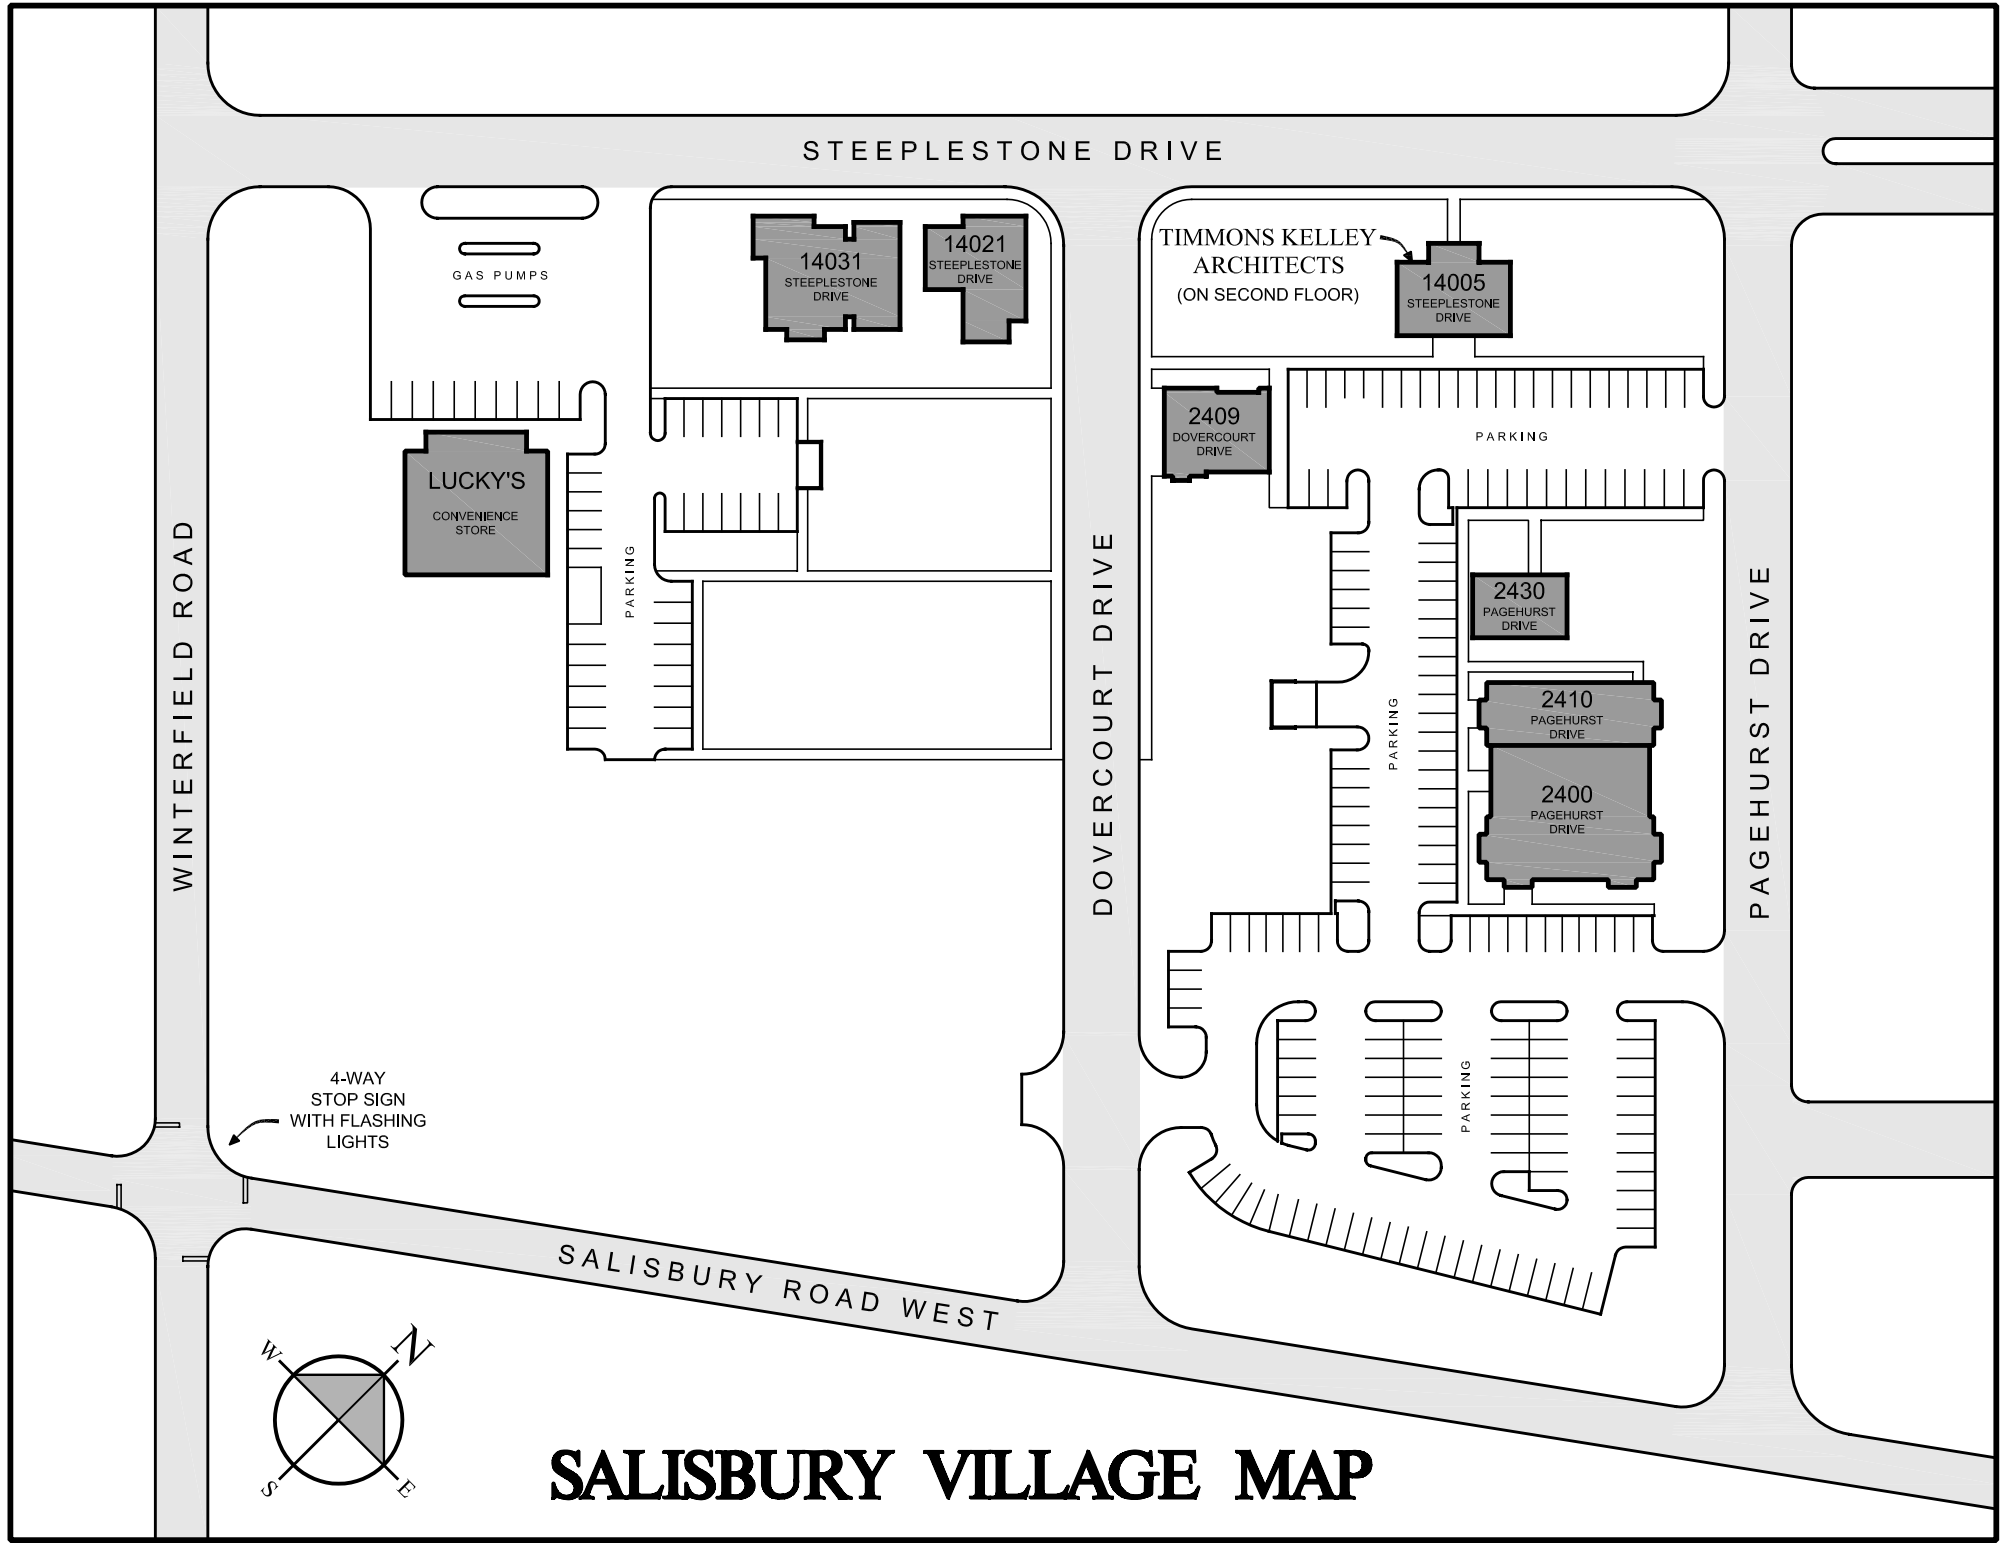 STEEPLESTONE DRIVE
GAS PUMPS
14031
STEEPLESTONE
DRIVE
14021
STEEPLESTONE
DRIVE
TIMMONS KELLEY
ARCHITECTS
(ON SECOND FLOOR)
14005
STEEPLESTONE
DRIVE
LUCKY'S
CONVENIENCE
STORE
2409
DOVERCOURT
DRIVE
PARKING
PARKING
2430
PAGEHURST
DRIVE
WINTERFIELD ROAD
DOVERCOURT DRIVE
PARKING
2410
PAGEHURST
DRIVE
2400
PAGEHURST
DRIVE
PAGEHURST DRIVE
4-WAY
STOP SIGN
WITH FLASHING
LIGHTS
PARKING
SALISBURY ROAD WEST
W
N
S
E
SALISBURY VILLAGE MAP